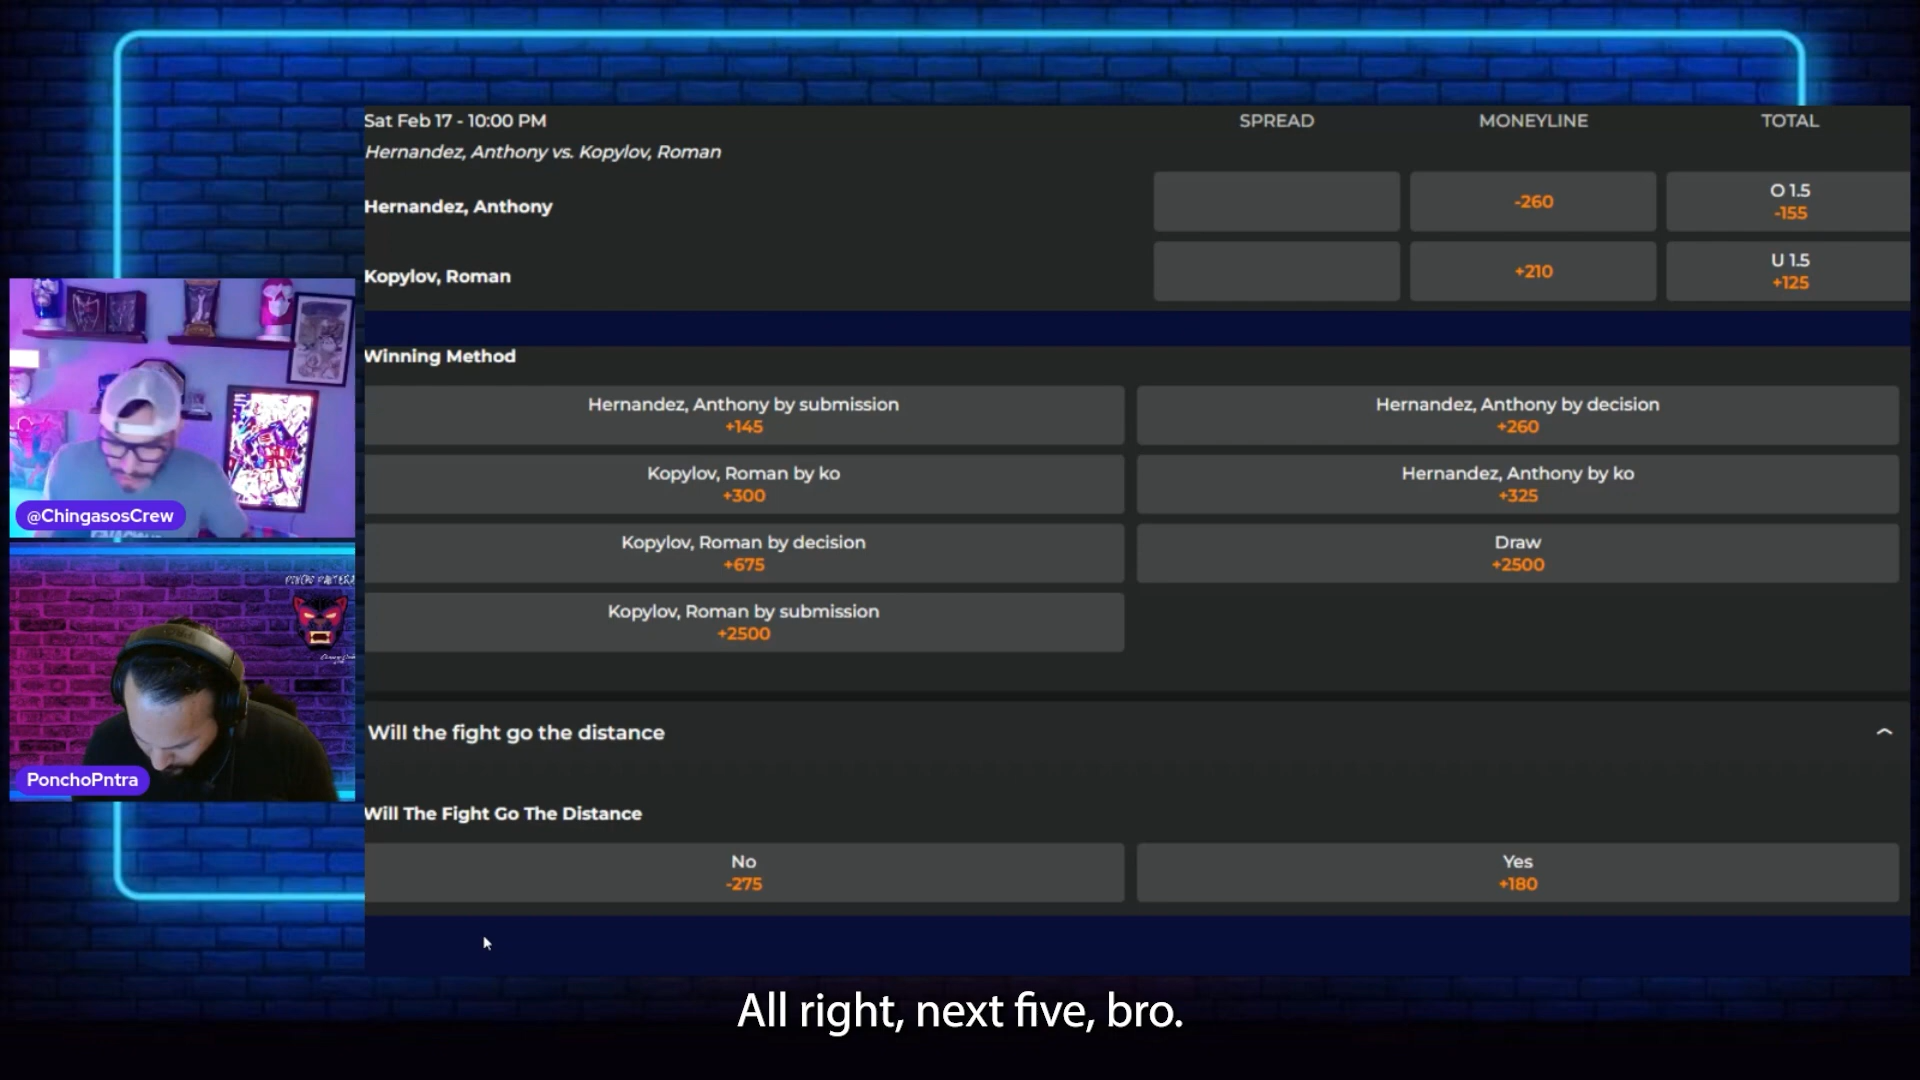 Sat Feb 17 - 10:00 PM
SPREAD
MONEYLINE
TOTAL
Hernandez, Anthony vs. Kopylov, Roman
Hernandez, Anthony
-260
O 1.5
-155
Kopylov, Roman
+210
U 1.5
+125
Winning Method
Hernandez, Anthony by submission
+145
Hernandez, Anthony by decision
+260
Kopylov, Roman by ko
+300
Hernandez, Anthony by ko
+325
Kopylov, Roman by decision
+675
Draw
+2500
Kopylov, Roman by submission
+2500
Will the fight go the distance
Will The Fight Go The Distance
No
-275
Yes
+180
@ChingasosCrew
PONCHO PANTERA
PonchoPntra
All right, next five, bro.